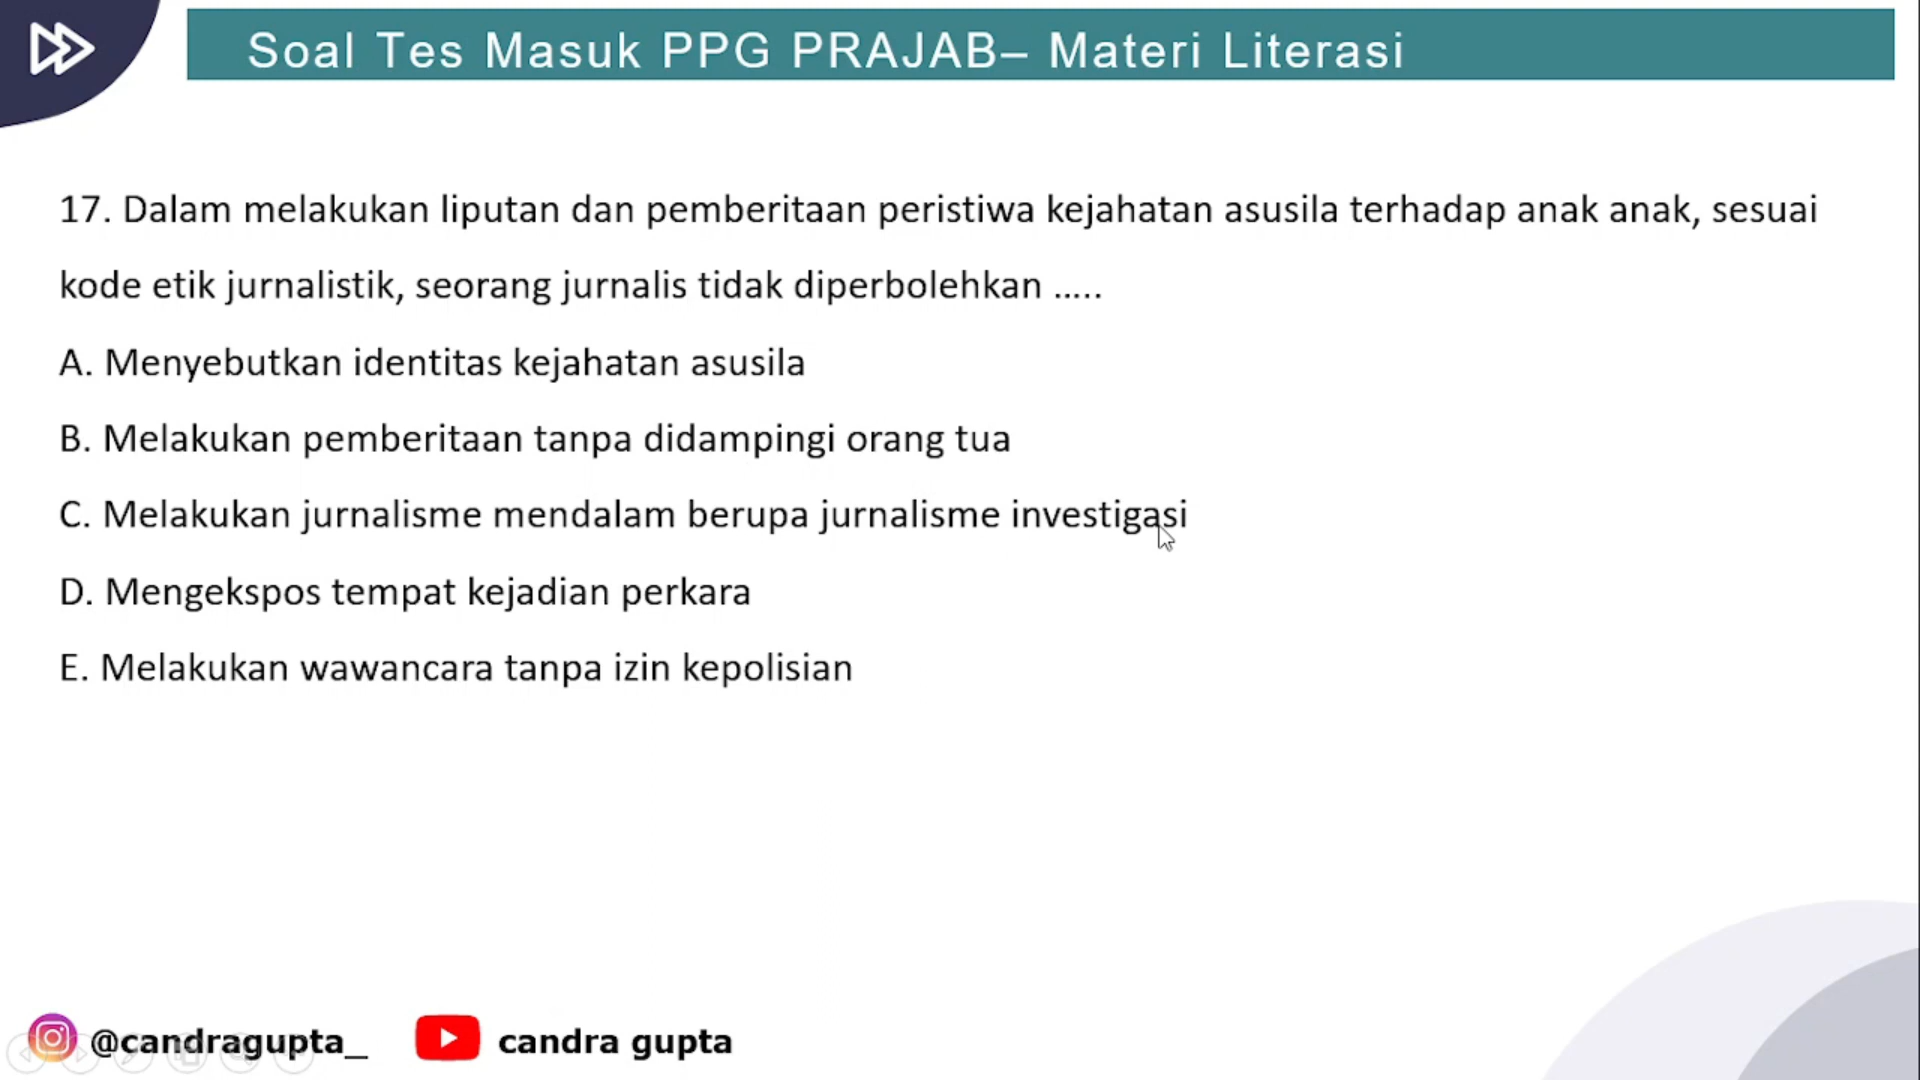 Soal Tes Masuk PPG PRAJAB– Materi Literasi
17. Dalam melakukan liputan dan pemberitaan peristiwa kejahatan asusila terhadap anak anak, sesuai
kode etik jurnalistik, seorang jurnalis tidak diperbolehkan .....
A. Menyebutkan identitas kejahatan asusila
B. Melakukan pemberitaan tanpa didampingi orang tua
C. Melakukan jurnalisme mendalam berupa jurnalisme investigasi
D. Mengekspos tempat kejadian perkara
E. Melakukan wawancara tanpa izin kepolisian
@candragupta_
candra gupta